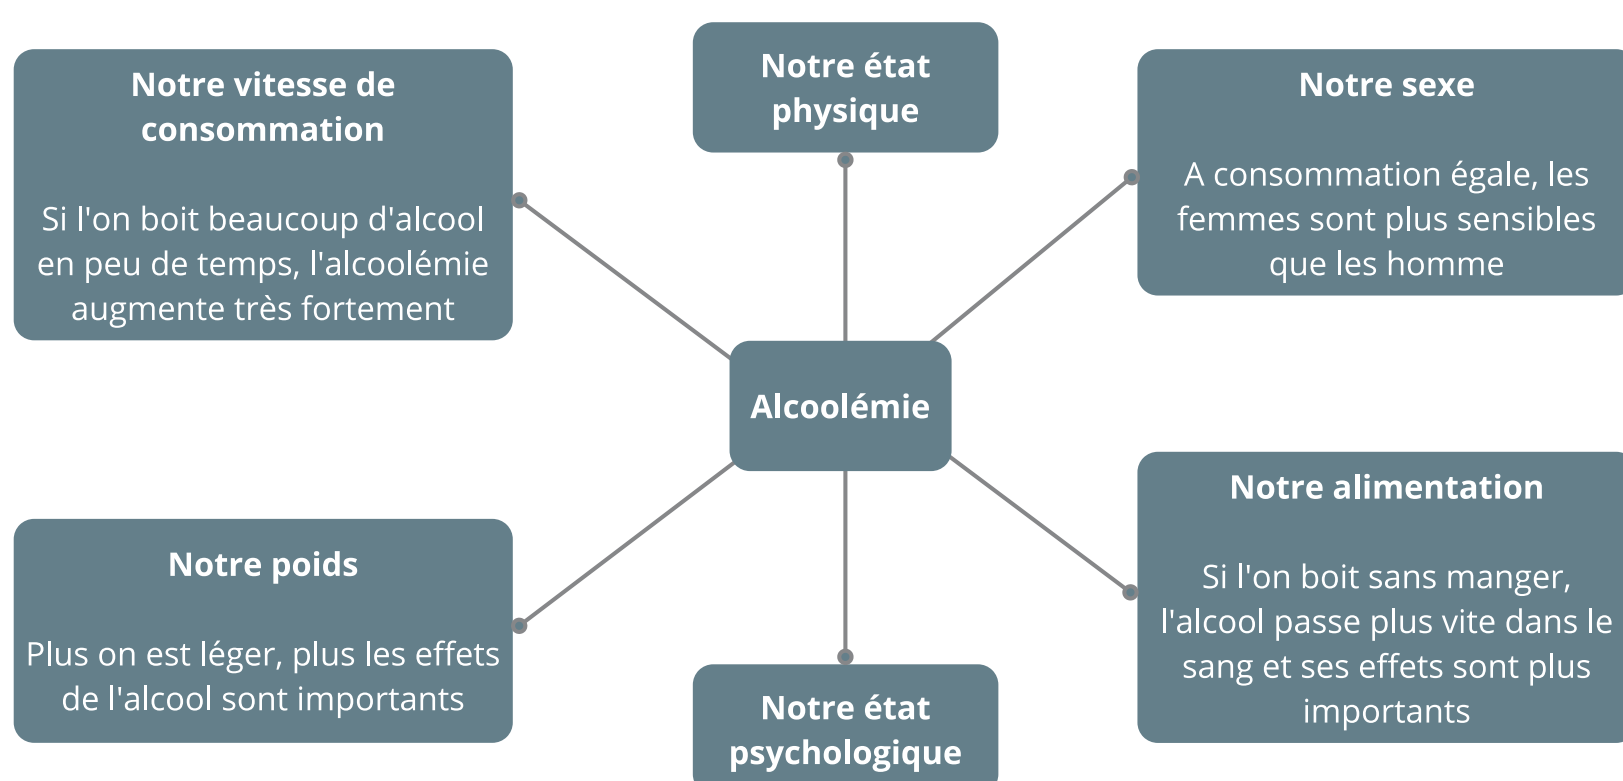 Notre vitesse de
consommation
Si l'on boit beaucoup d'alcool
en peu de temps, l'alcoolémie
augmente très fortement
Notre état
physique
Notre sexe
A consommation égale, les
femmes sont plus sensibles
que les homme
Alcoolémie
Notre poids
Plus on est léger, plus les effets
de l'alcool sont importants
Notre état
psychologique
Notre alimentation
Si l'on boit sans manger,
l'alcool passe plus vite dans le
sang et ses effets sont plus
importants